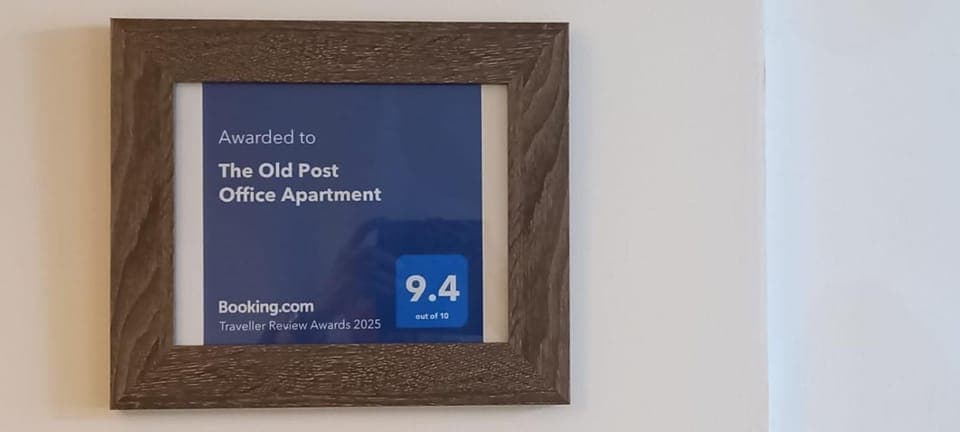 Awarded to
The Old Post
Office Apartment
9.4
out of 10
Booking.com
Traveller Review Awards 2025